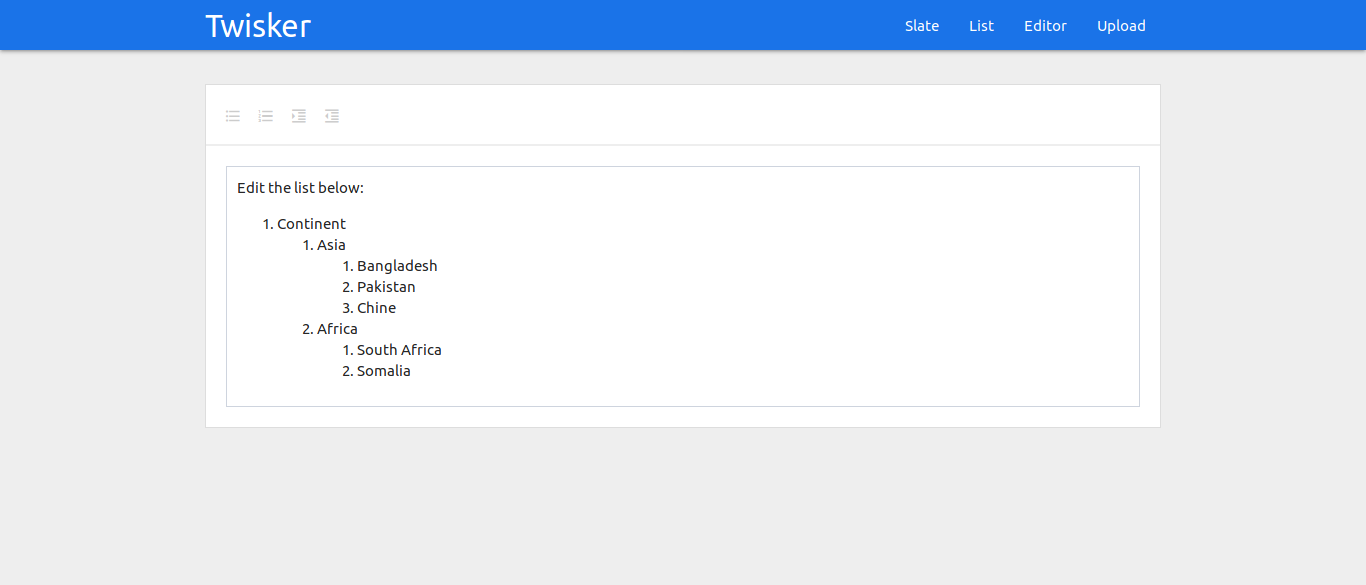 Twisker
Slate List Editor Upload
Edit the list below:
1. Continent
1. Asia
1. Bangladesh
2. Pakistan
3. Chine
2. Africa
1. South Africa
2. Somalia